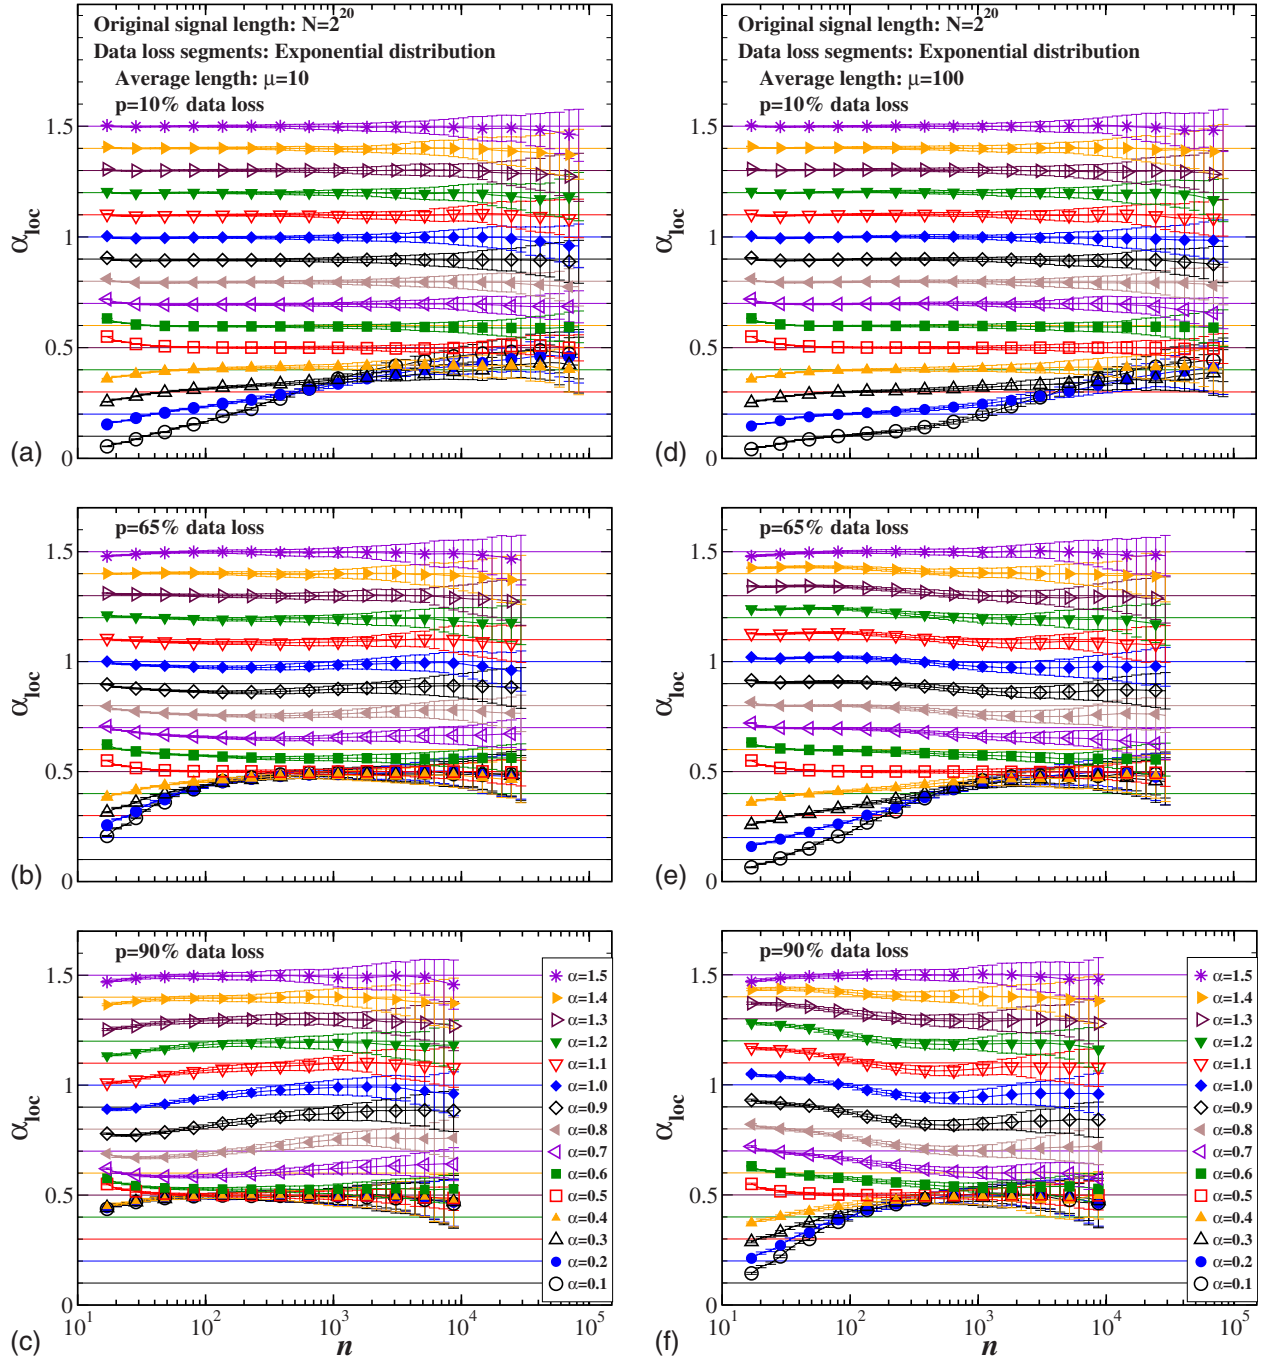 Original signal length: N=2^20
Data loss segments: Exponential distribution
Average length: μ=10
p=10% data loss
1.5
1
0.5
0
α_loc
(a)
Original signal length: N=2^20
Data loss segments: Exponential distribution
Average length: μ=100
p=10% data loss
1.5
1
0.5
0
α_loc
(d)
p=65% data loss
1.5
1
0.5
0
α_loc
(b)
p=65% data loss
1.5
1
0.5
0
α_loc
(e)
p=90% data loss
1.5
1
0.5
0
α_loc
α=1.5
α=1.4
α=1.3
α=1.2
α=1.1
α=1.0
α=0.9
α=0.8
α=0.7
α=0.6
α=0.5
α=0.4
α=0.3
α=0.2
α=0.1
10^1 10^2 10^3 10^4 10^5
n
(c)
p=90% data loss
1.5
1
0.5
0
α_loc
α=1.5
α=1.4
α=1.3
α=1.2
α=1.1
α=1.0
α=0.9
α=0.8
α=0.7
α=0.6
α=0.5
α=0.4
α=0.3
α=0.2
α=0.1
10^1 10^2 10^3 10^4 10^5
n
(f)